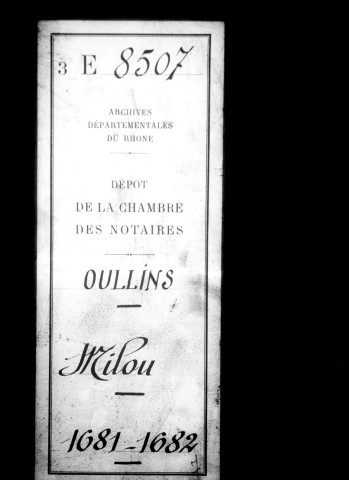 3 E 8507
ARCHIVES
DÉPARTEMENTALES
DU RHONE
DÉPOT
DE LA CHAMBRE
DES NOTAIRES
OULLINS
Milou
1681-1682